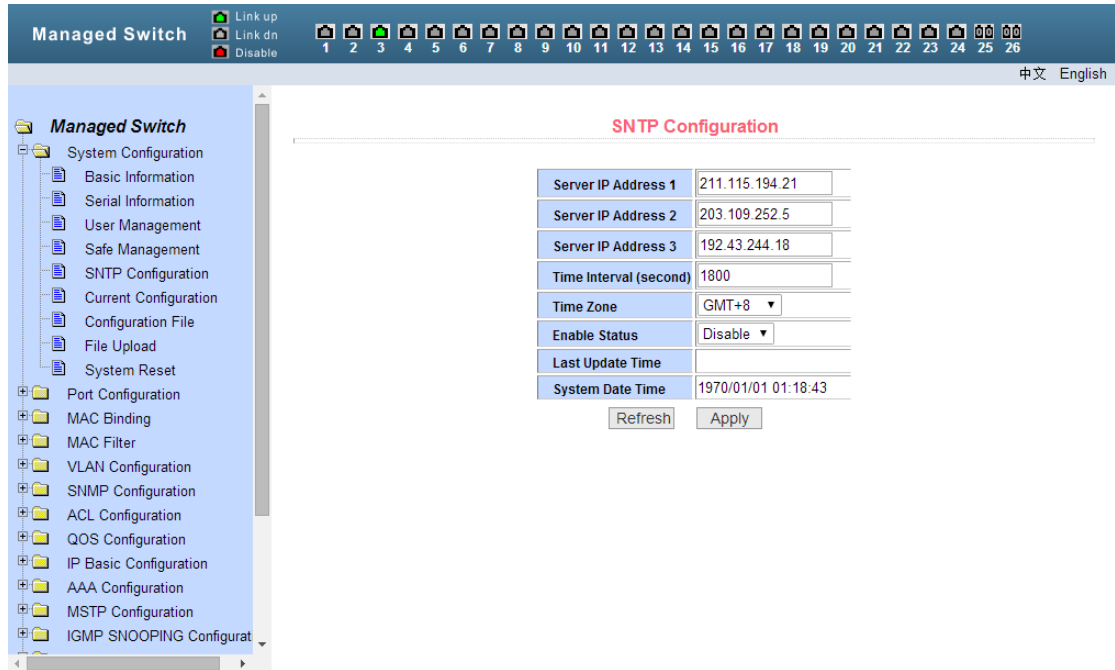 Managed Switch
Link up
Link dn
Disable
1 2 3 4 5 6 7 8 9 10 11 12 13 14 15 16 17 18 19 20 21 22 23 24 25 26
中文 English
Managed Switch
System Configuration
Basic Information
Serial Information
User Management
Safe Management
SNTP Configuration
Current Configuration
Configuration File
File Upload
System Reset
Port Configuration
MAC Binding
MAC Filter
VLAN Configuration
SNMP Configuration
ACL Configuration
QOS Configuration
IP Basic Configuration
AAA Configuration
MSTP Configuration
IGMP SNOOPING Configurat
SNTP Configuration
Server IP Address 1 211.115.194.21
Server IP Address 2 203.109.252.5
Server IP Address 3 192.43.244.18
Time Interval (second) 1800
Time Zone GMT+8
Enable Status Disable
Last Update Time
System Date Time 1970/01/01 01:18:43
Refresh Apply